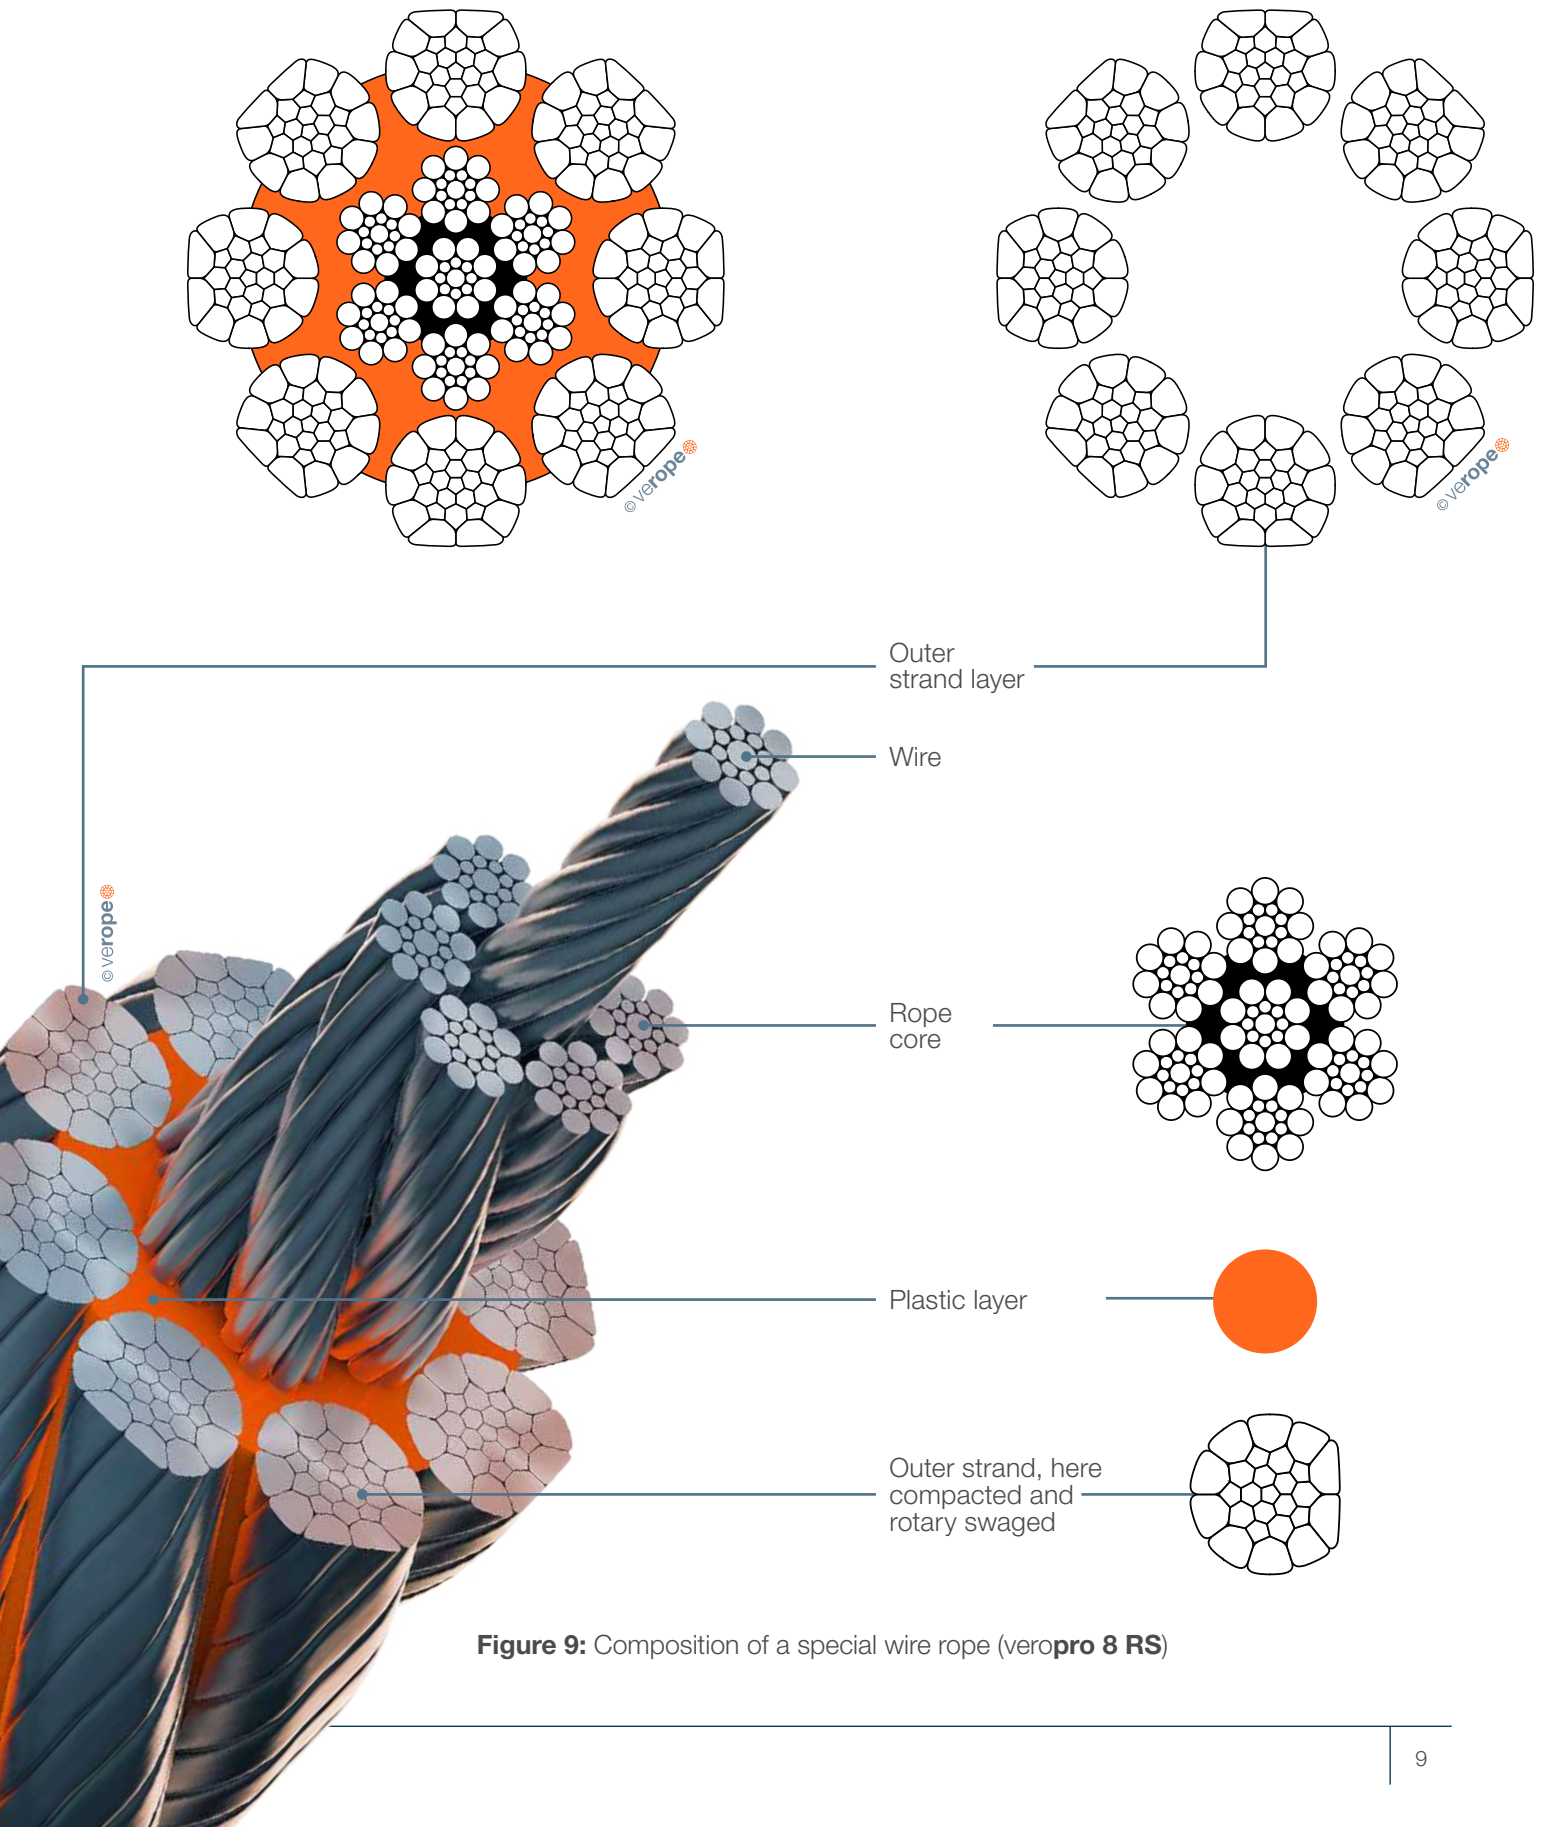 © verope
© verope
Outer
strand layer
Wire
© verope
Rope
core
Plastic layer
Outer strand, here
compacted and
rotary swaged
Figure 9: Composition of a special wire rope (veropro 8 RS)
9